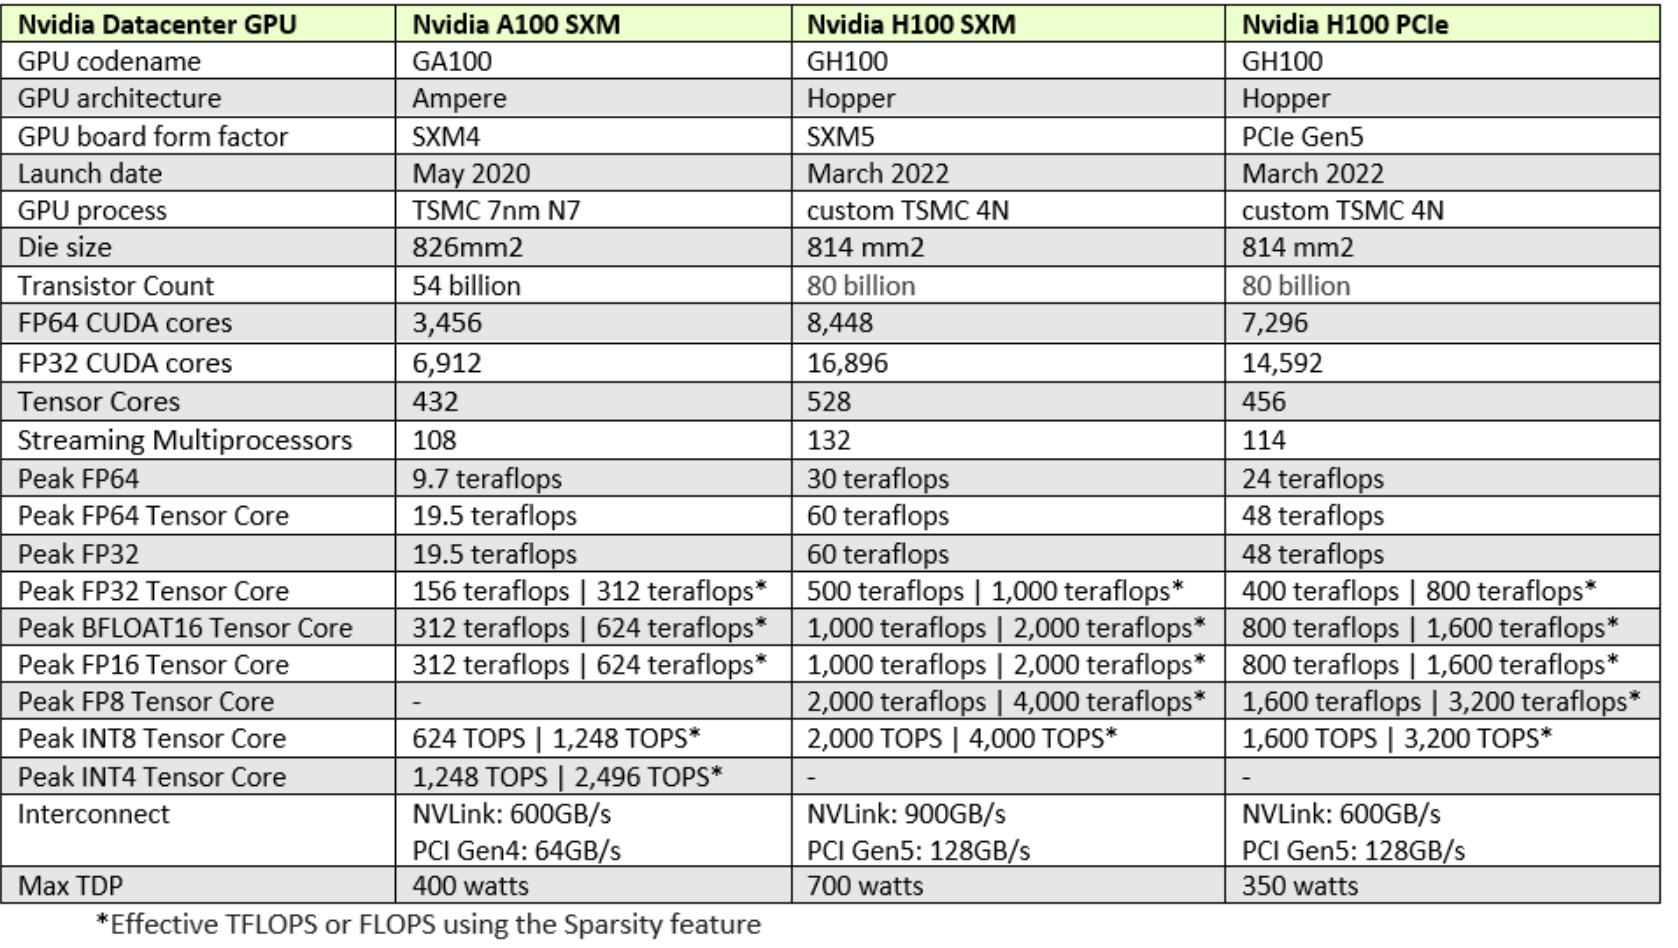 Nvidia Datacenter GPU Nvidia A100 SXM Nvidia H100 SXM Nvidia H100 PCIe
GPU codename GA100 GH100 GH100
GPU architecture Ampere Hopper Hopper
GPU board form factor SXM4 SXM5 PCIe Gen5
Launch date May 2020 March 2022 March 2022
GPU process TSMC 7nm N7 custom TSMC 4N custom TSMC 4N
Die size 826mm2 814 mm2 814 mm2
Transistor Count 54 billion 80 billion 80 billion
FP64 CUDA cores 3,456 8,448 7,296
FP32 CUDA cores 6,912 16,896 14,592
Tensor Cores 432 528 456
Streaming Multiprocessors 108 132 114
Peak FP64 9.7 teraflops 30 teraflops 24 teraflops
Peak FP64 Tensor Core 19.5 teraflops 60 teraflops 48 teraflops
Peak FP32 19.5 teraflops 60 teraflops 48 teraflops
Peak FP32 Tensor Core 156 teraflops | 312 teraflops* 500 teraflops | 1,000 teraflops* 400 teraflops | 800 teraflops*
Peak BFLOAT16 Tensor Core 312 teraflops | 624 teraflops* 1,000 teraflops | 2,000 teraflops* 800 teraflops | 1,600 teraflops*
Peak FP16 Tensor Core 312 teraflops | 624 teraflops* 1,000 teraflops | 2,000 teraflops* 800 teraflops | 1,600 teraflops*
Peak FP8 Tensor Core - 2,000 teraflops | 4,000 teraflops* 1,600 teraflops | 3,200 teraflops*
Peak INT8 Tensor Core 624 TOPS | 1,248 TOPS* 2,000 TOPS | 4,000 TOPS* 1,600 TOPS | 3,200 TOPS*
Peak INT4 Tensor Core 1,248 TOPS | 2,496 TOPS* - -
Interconnect NVLink: 600GB/s NVLink: 900GB/s NVLink: 600GB/s
PCI Gen4: 64GB/s PCI Gen5: 128GB/s PCI Gen5: 128GB/s
Max TDP 400 watts 700 watts 350 watts
*Effective TFLOPS or FLOPS using the Sparsity feature